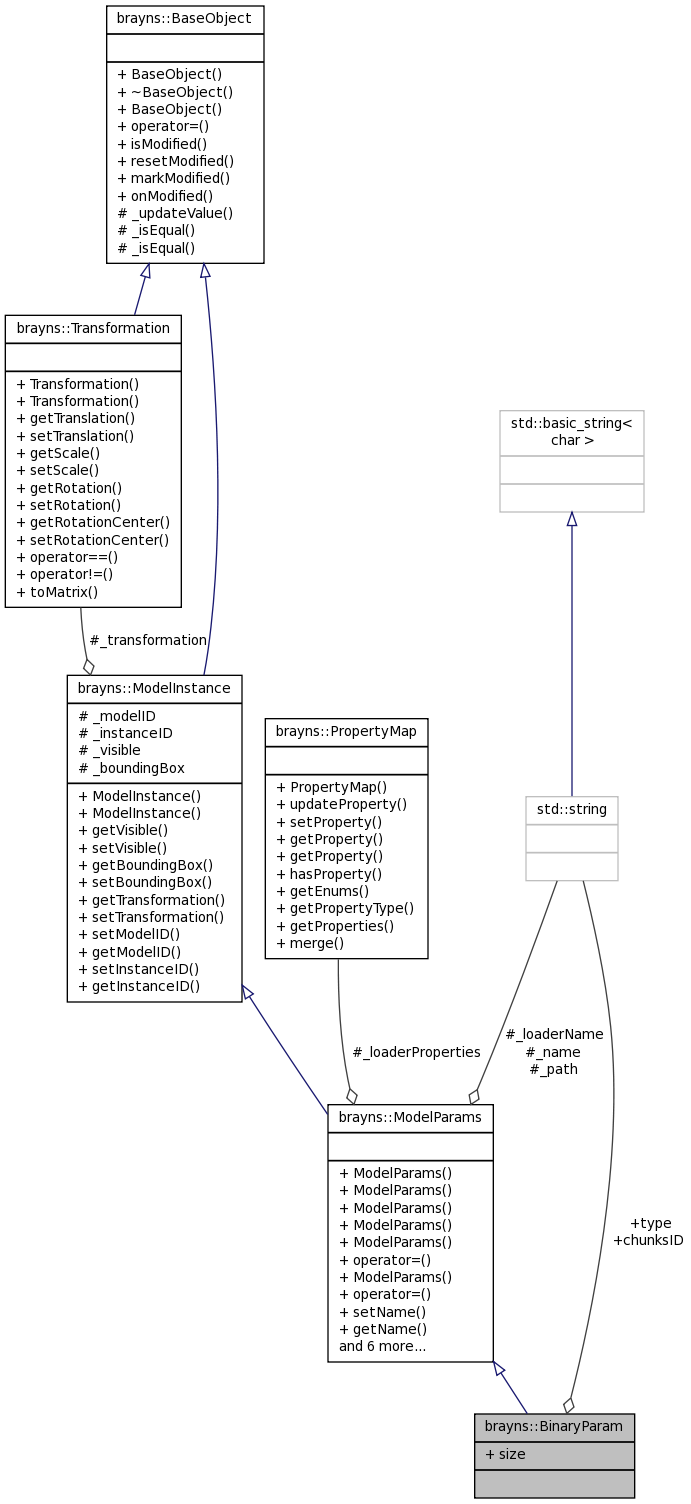 brayns::BaseObject
+ BaseObject()
+ ~BaseObject()
+ BaseObject()
+ operator=()
+ isModified()
+ resetModified()
+ markModified()
+ onModified()
# _updateValue()
# _isEqual()
# _isEqual()
brayns::Transformation
+ Transformation()
+ Transformation()
+ getTranslation()
+ setTranslation()
+ getScale()
+ setScale()
+ getRotation()
+ setRotation()
+ getRotationCenter()
+ setRotationCenter()
+ operator==()
+ operator!=()
+ toMatrix()
std::basic_string<
char >
#_transformation
brayns::ModelInstance
# _modelID
# _instanceID
# _visible
# _boundingBox
+ ModelInstance()
+ ModelInstance()
+ getVisible()
+ setVisible()
+ getBoundingBox()
+ setBoundingBox()
+ getTransformation()
+ setTransformation()
+ setModelID()
+ getModelID()
+ setInstanceID()
+ getInstanceID()
brayns::PropertyMap
+ PropertyMap()
+ updateProperty()
+ setProperty()
+ getProperty()
+ getProperty()
+ hasProperty()
+ getEnums()
+ getPropertyType()
+ getProperties()
+ merge()
std::string
#_loaderProperties
#_loaderName
#_name
#_path
brayns::ModelParams
+ ModelParams()
+ ModelParams()
+ ModelParams()
+ ModelParams()
+ ModelParams()
+ operator=()
+ ModelParams()
+ operator=()
+ setName()
+ getName()
and 6 more...
+type
+chunksID
brayns::BinaryParam
+ size